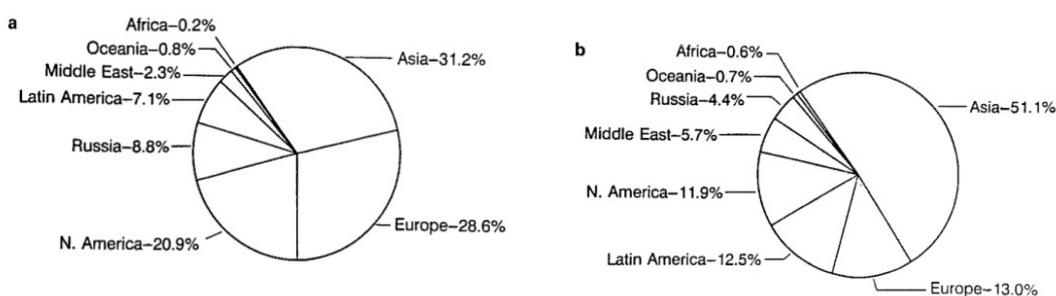 a
Africa–0.2%
Oceania–0.8%
Middle East–2.3%
Latin America–7.1%
Russia–8.8%
N. America–20.9%
Asia–31.2%
Europe–28.6%
b
Africa–0.6%
Oceania–0.7%
Russia–4.4%
Middle East–5.7%
N. America–11.9%
Latin America–12.5%
Asia–51.1%
Europe–13.0%